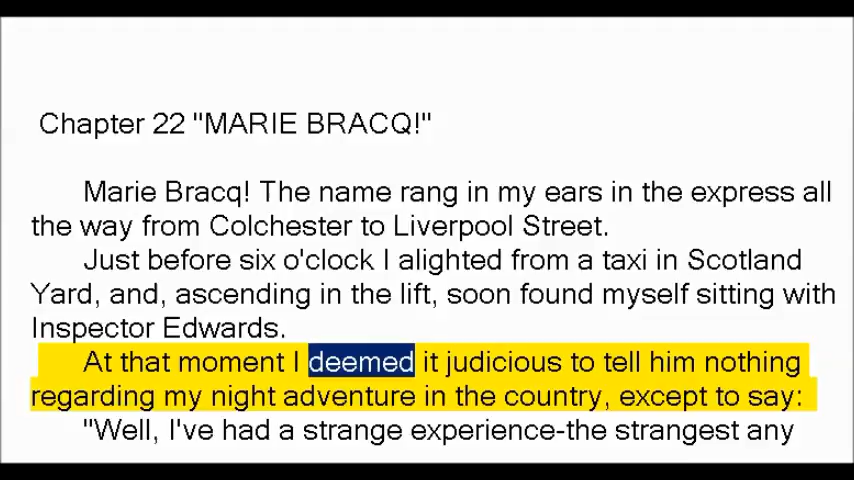 Chapter 22 "MARIE BRACQ!"
Marie Bracq! The name rang in my ears in the express all
the way from Colchester to Liverpool Street.
Just before six o'clock I alighted from a taxi in Scotland
Yard, and, ascending in the lift, soon found myself sitting with
Inspector Edwards.
At that moment I deemed it judicious to tell him nothing
regarding my night adventure in the country, except to say:
"Well, I've had a strange experience-the strangest any